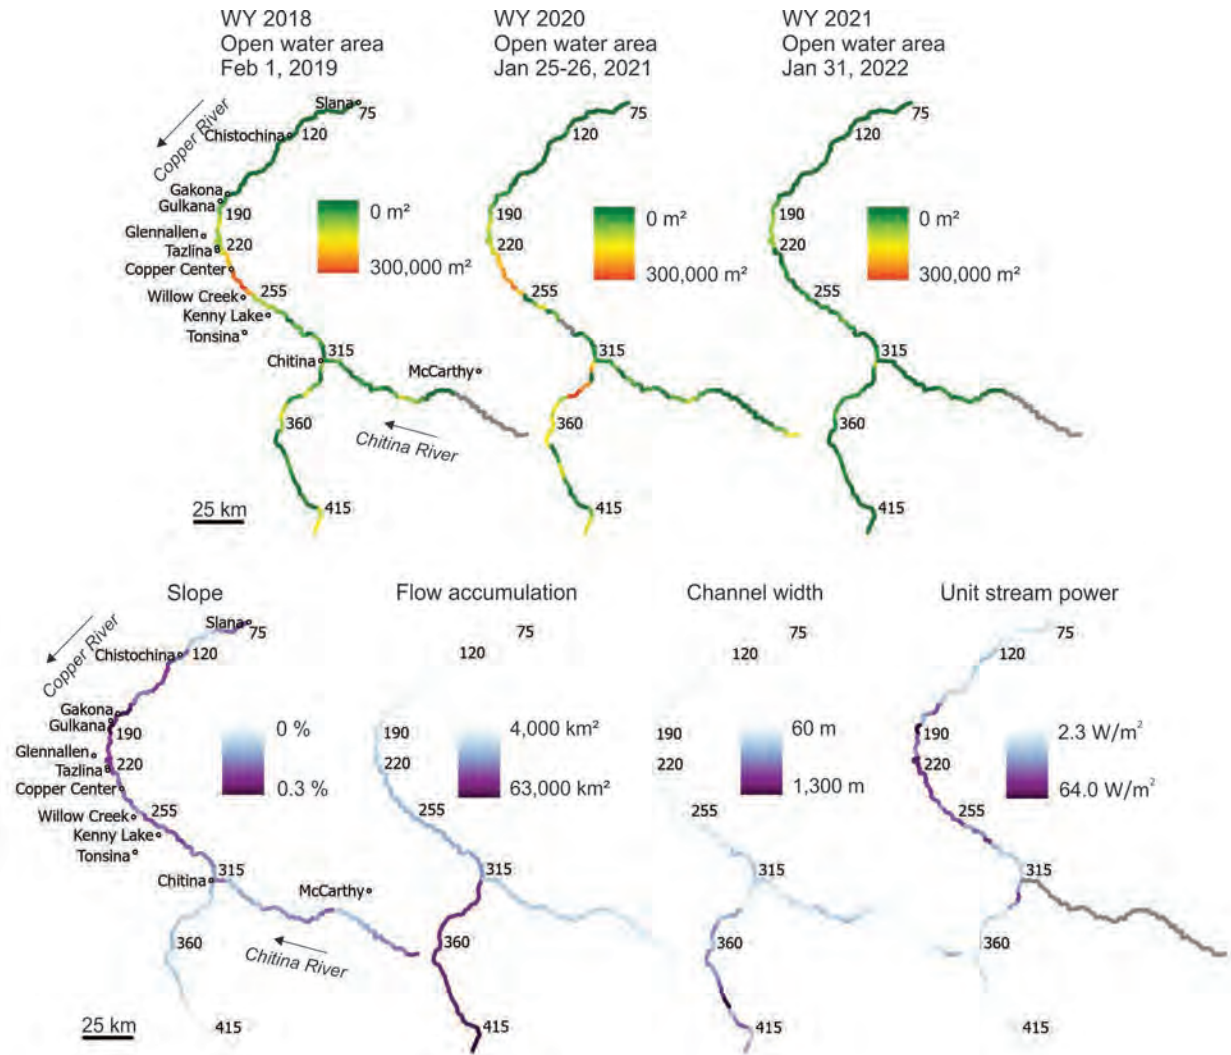 WY 2018
Open water area
Feb 1, 2019
WY 2020
Open water area
Jan 25-26, 2021
WY 2021
Open water area
Jan 31, 2022
Copper River
Slana
75
Chistochina
120
Gakona
Gulkana
190
Glennallen
220
Tazlina
Copper Center
255
Willow Creek
Kenny Lake
Tonsina
315
Chitina
McCarthy
360
Chitina River
415
0 m²
300,000 m²
25 km
75
120
190
220
255
315
360
415
0 m²
300,000 m²
75
120
190
220
255
315
360
415
0 m²
300,000 m²
Slope
Flow accumulation
Channel width
Unit stream power
Copper River
Slana
75
Chistochina
120
Gakona
Gulkana
190
Glennallen
220
Tazlina
Copper Center
255
Willow Creek
Kenny Lake
Tonsina
315
Chitina
McCarthy
360
Chitina River
415
0 %
0.3 %
25 km
75
120
190
220
255
315
360
415
4,000 km²
63,000 km²
75
120
190
220
255
315
360
415
60 m
1,300 m
75
120
190
220
255
315
360
415
2.3 W/m²
64.0 W/m²